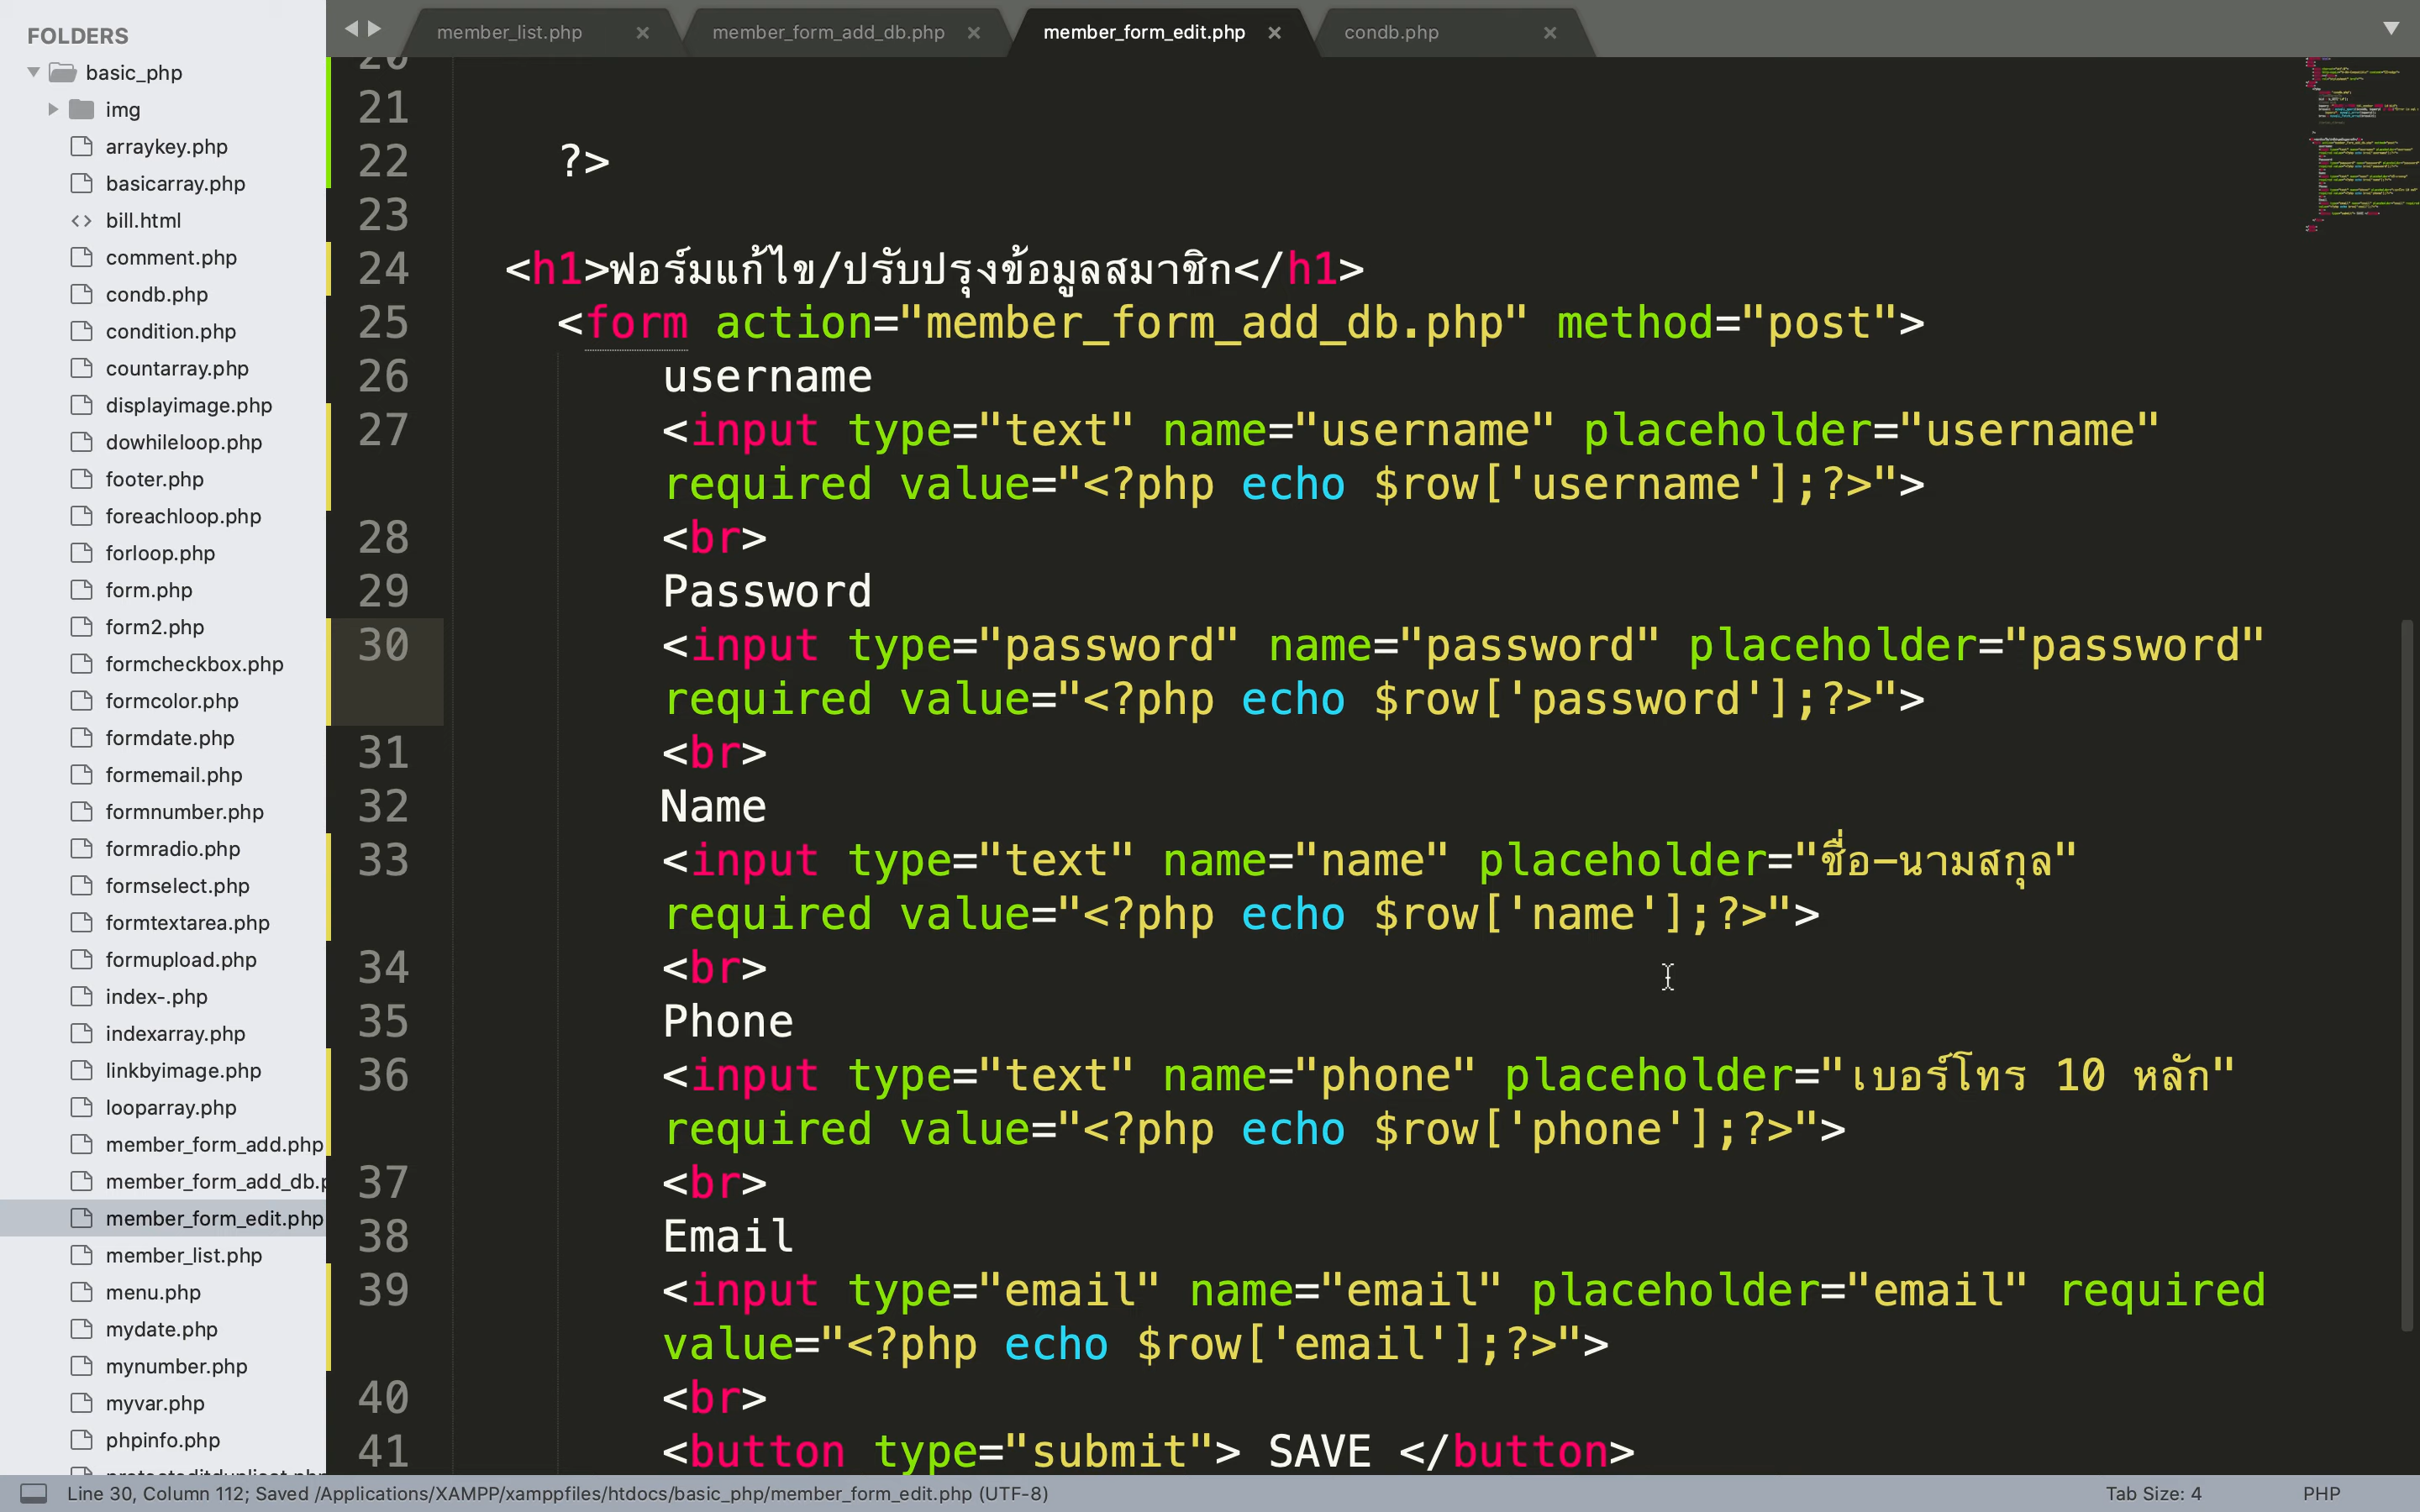 FOLDERS
basic_php
img
arraykey.php
basicarray.php
bill.html
comment.php
condb.php
condition.php
countarray.php
displayimage.php
dowhileloop.php
footer.php
foreachloop.php
forloop.php
form.php
form2.php
formcheckbox.php
formcolor.php
formdate.php
formemail.php
formnumber.php
formradio.php
formselect.php
formtextarea.php
formupload.php
index-.php
indexarray.php
linkbyimage.php
looparray.php
member_form_add.php
member_form_add_db.p
member_form_edit.php
member_list.php
menu.php
mydate.php
mynumber.php
myvar.php
phpinfo.php
member_list.php
member_form_add_db.php
member_form_edit.php
condb.php
20
21
22 ?>
23
24 <h1>ฟอร์มแก้ไข/ปรับปรุงข้อมูลสมาชิก</h1>
25 <form action="member_form_add_db.php" method="post">
26 username
27 <input type="text" name="username" placeholder="username"
required value="<?php echo $row['username'];?>">
28 <br>
29 Password
30 <input type="password" name="password" placeholder="password"
required value="<?php echo $row['password'];?>">
31 <br>
32 Name
33 <input type="text" name="name" placeholder="ชื่อ-นามสกุล"
required value="<?php echo $row['name'];?>">
34 <br>
35 Phone
36 <input type="text" name="phone" placeholder="เบอร์โทร 10 หลัก"
required value="<?php echo $row['phone'];?>">
37 <br>
38 Email
39 <input type="email" name="email" placeholder="email" required
value="<?php echo $row['email'];?>">
40 <br>
41 <button type="submit"> SAVE </button>
Line 30, Column 112; Saved /Applications/XAMPP/xamppfiles/htdocs/basic_php/member_form_edit.php (UTF-8)
Tab Size: 4
PHP